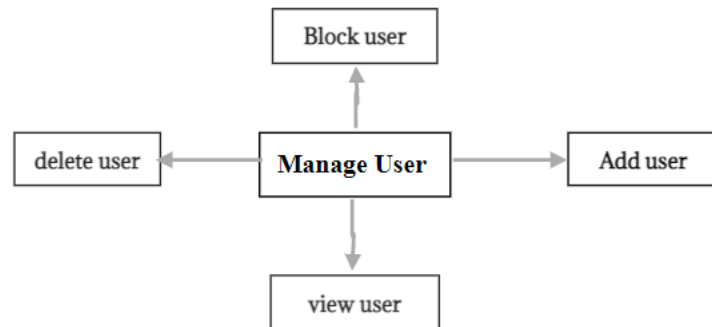 Block user
delete user
Manage User
Add user
view user